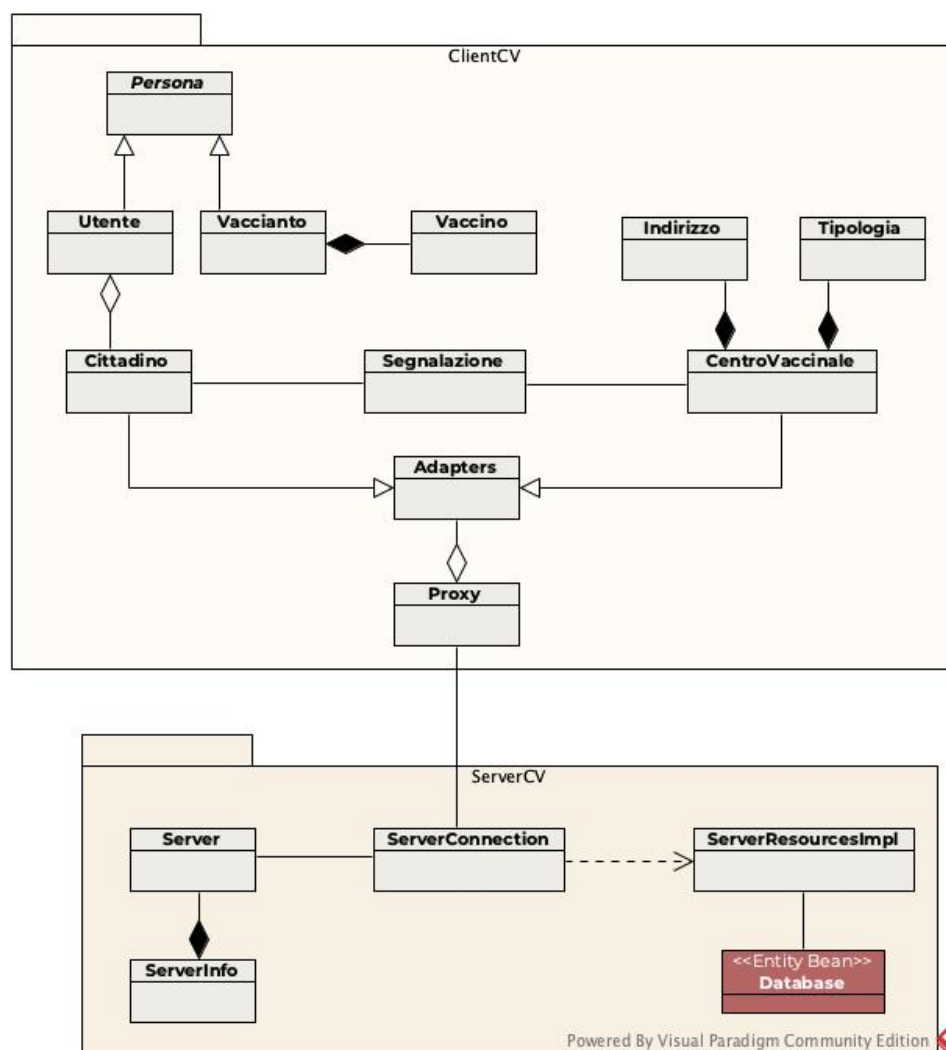 ClientCV
Persona
Utente
Vaccianto
Vaccino
Indirizzo
Tipologia
Cittadino
Segnalazione
CentroVaccinale
Adapters
Proxy
ServerCV
Server
ServerConnection
ServerResourcesImpl
ServerInfo
<<Entity Bean>>
Database
Powered By Visual Paradigm Community Edition